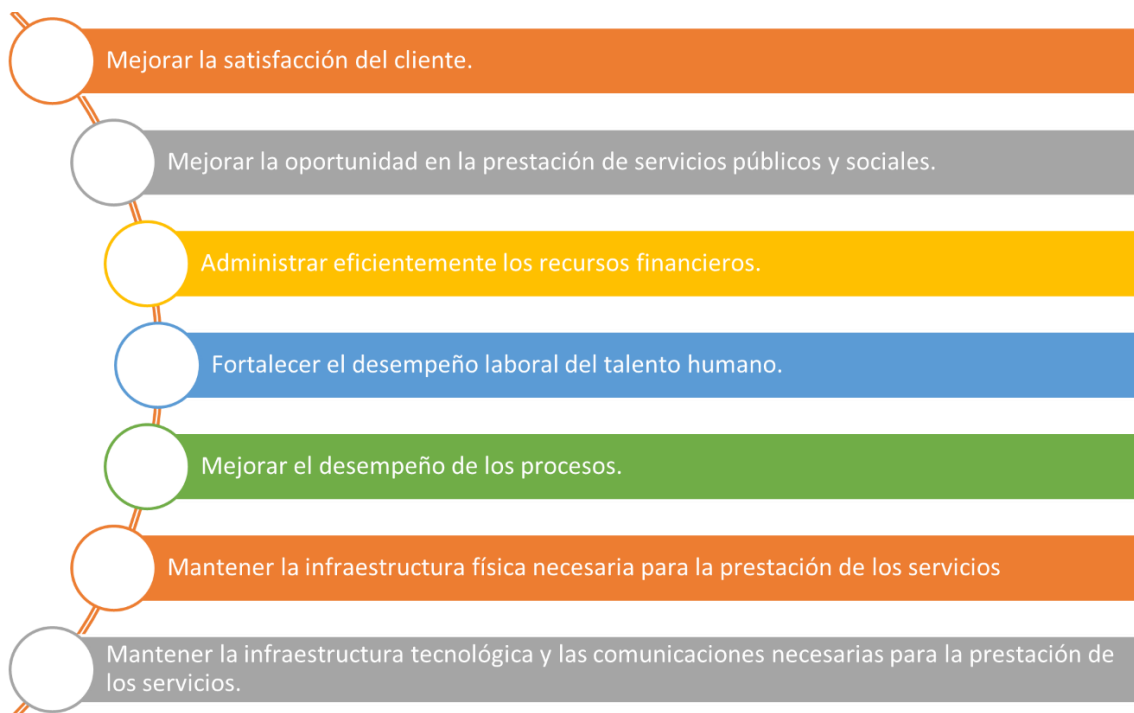 Mejorar la satisfacción del cliente.
Mejorar la oportunidad en la prestación de servicios públicos y sociales.
Administrar eficientemente los recursos financieros.
Fortalecer el desempeño laboral del talento humano.
Mejorar el desempeño de los procesos.
Mantener la infraestructura física necesaria para la prestación de los servicios
Mantener la infraestructura tecnológica y las comunicaciones necesarias para la prestación de
los servicios.